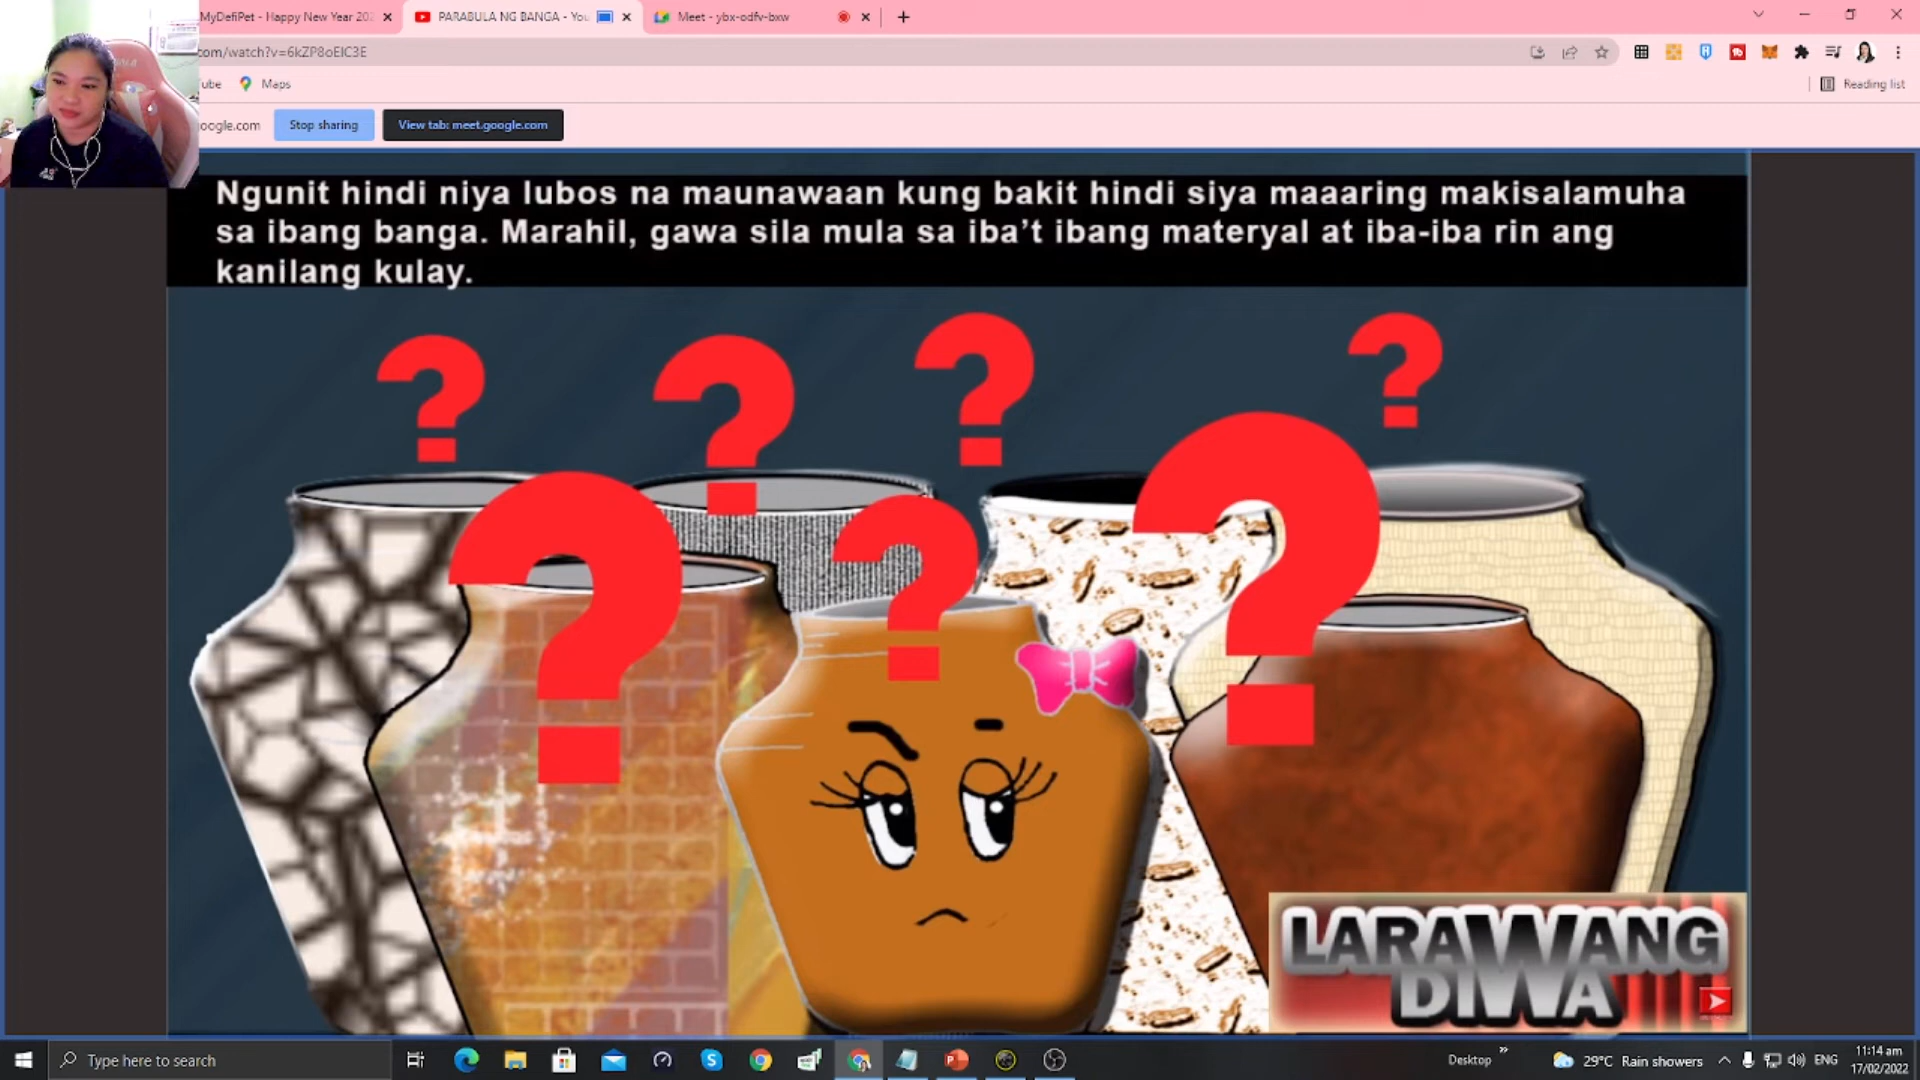 MyDefiPet - Happy New Year 202
PARABULA NG BANGA - You
Meet - ybx-odfv-bxw
com/watch?v=6kZP8oEIC3E
ube
Maps
Reading list
oogle.com
Stop sharing
View tab: meet.google.com
Ngunit hindi niya lubos na maunawaan kung bakit hindi siya maaaring makisalamuha
sa ibang banga. Marahil, gawa sila mula sa iba't ibang materyal at iba-iba rin ang
kanilang kulay.
? ? ? ?
? ? ?
LARAWANG
DIWA
Type here to search
Desktop
29°C Rain showers
ENG
11:14 am
17/02/2022